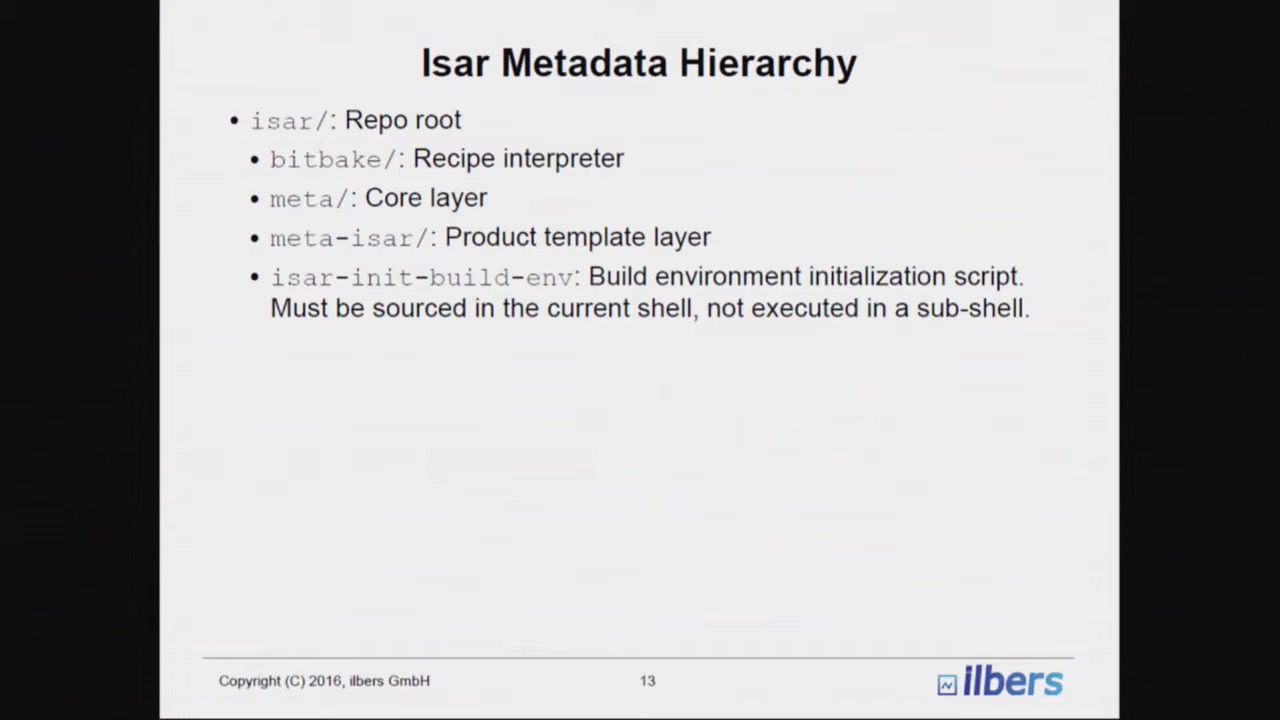 Isar Metadata Hierarchy
• isar/: Repo root
• bitbake/: Recipe interpreter
• meta/: Core layer
• meta-isar/: Product template layer
• isar-init-build-env: Build environment initialization script.
Must be sourced in the current shell, not executed in a sub-shell.
Copyright (C) 2016, ilbers GmbH
13
ilbers